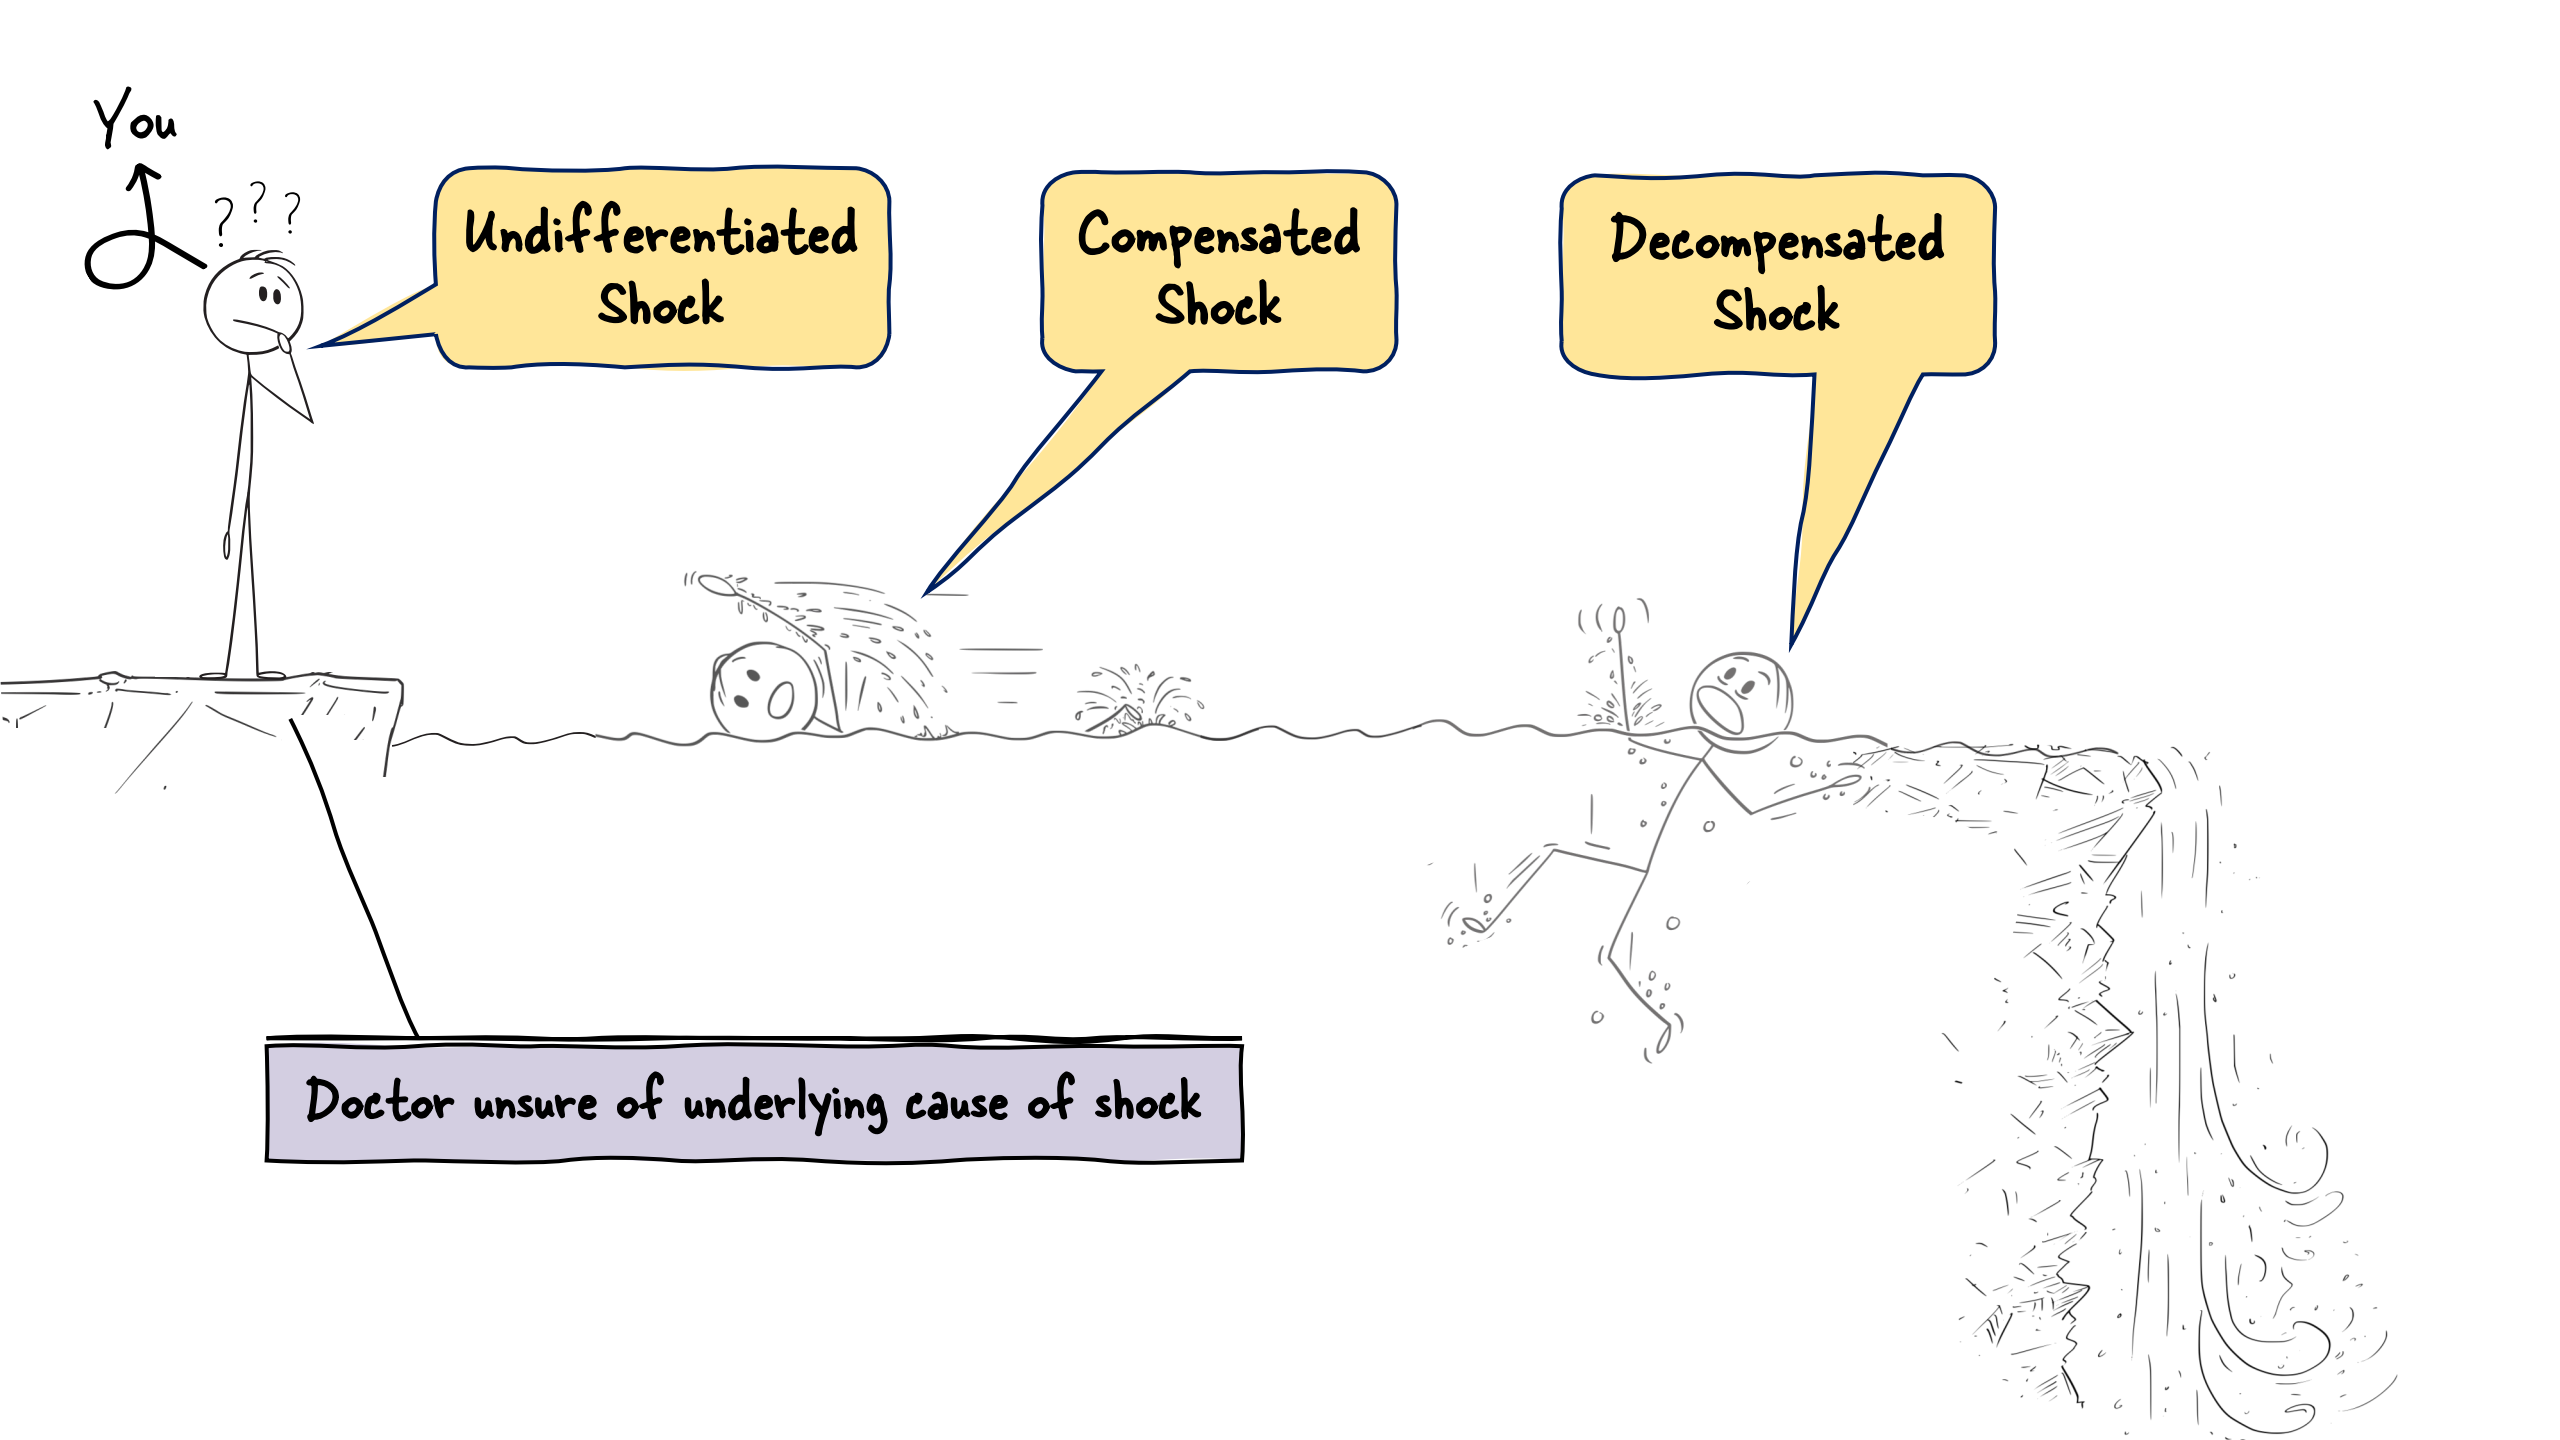 You
? ? ?
Undifferentiated
Shock
Compensated
Shock
Decompensated
Shock
Doctor unsure of underlying cause of shock